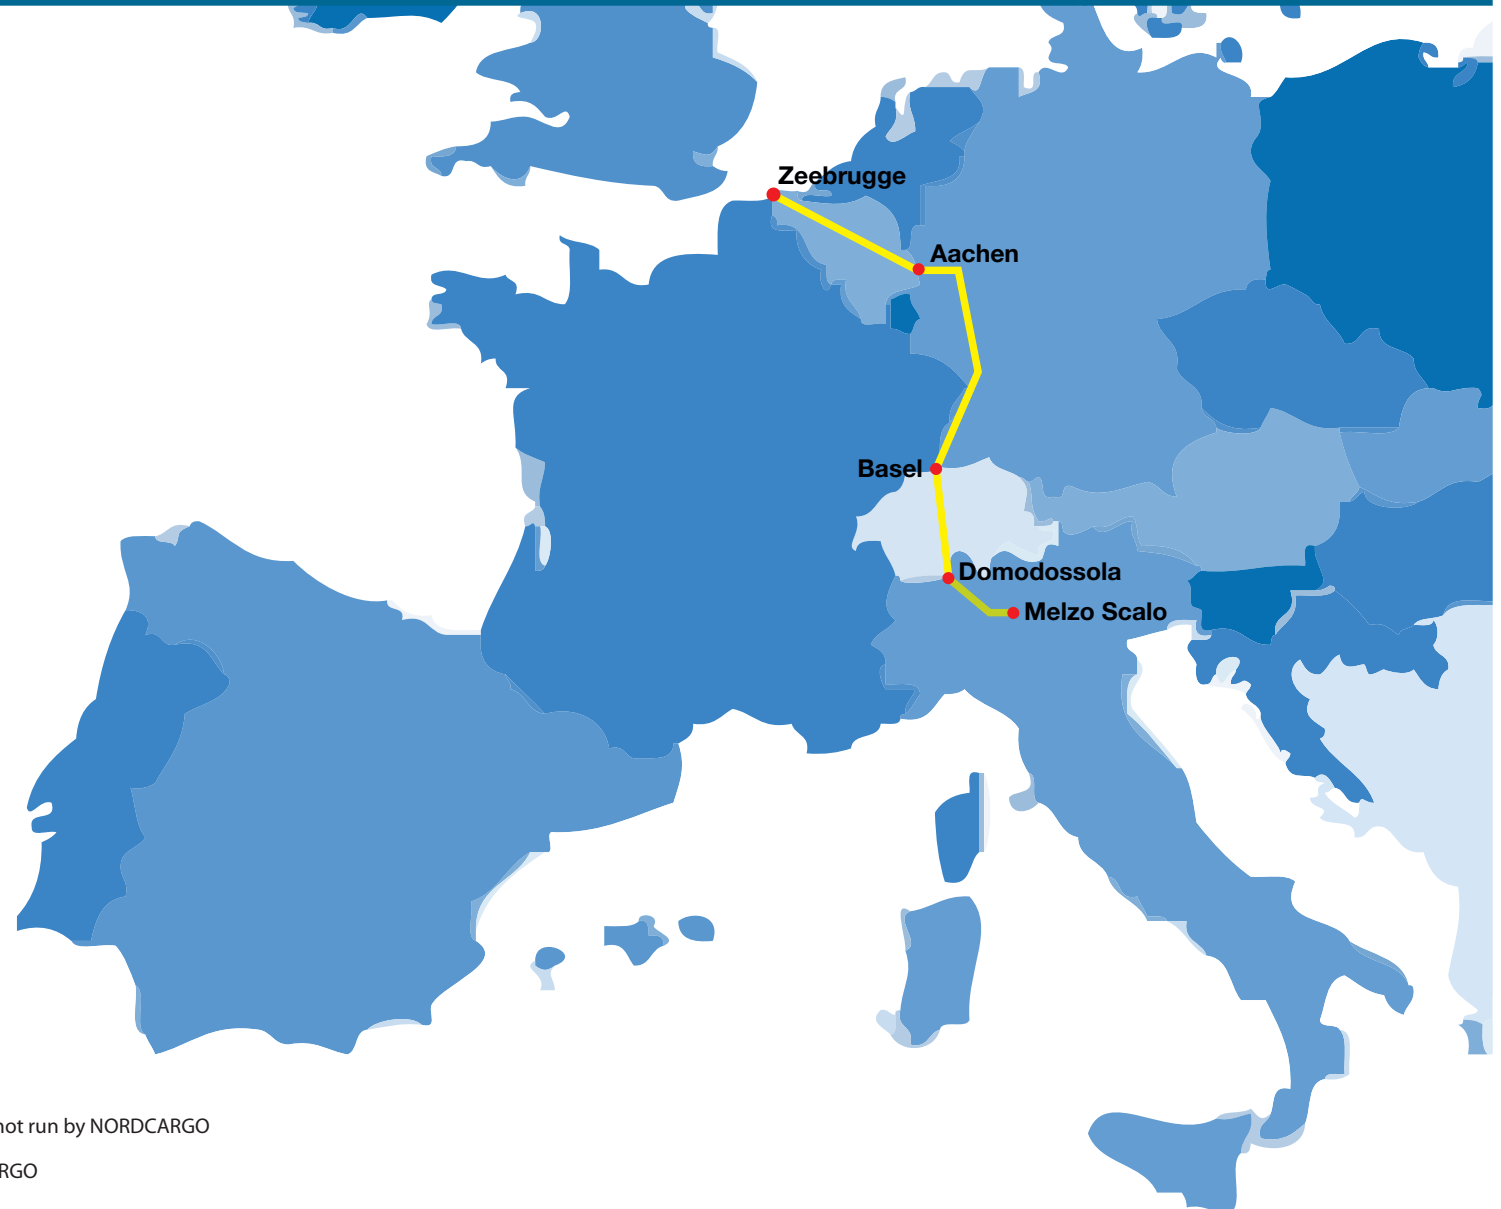 Zeebrugge
Aachen
Basel
Domodossola
Melzo Scalo
not run by NORDCARGO
RGO